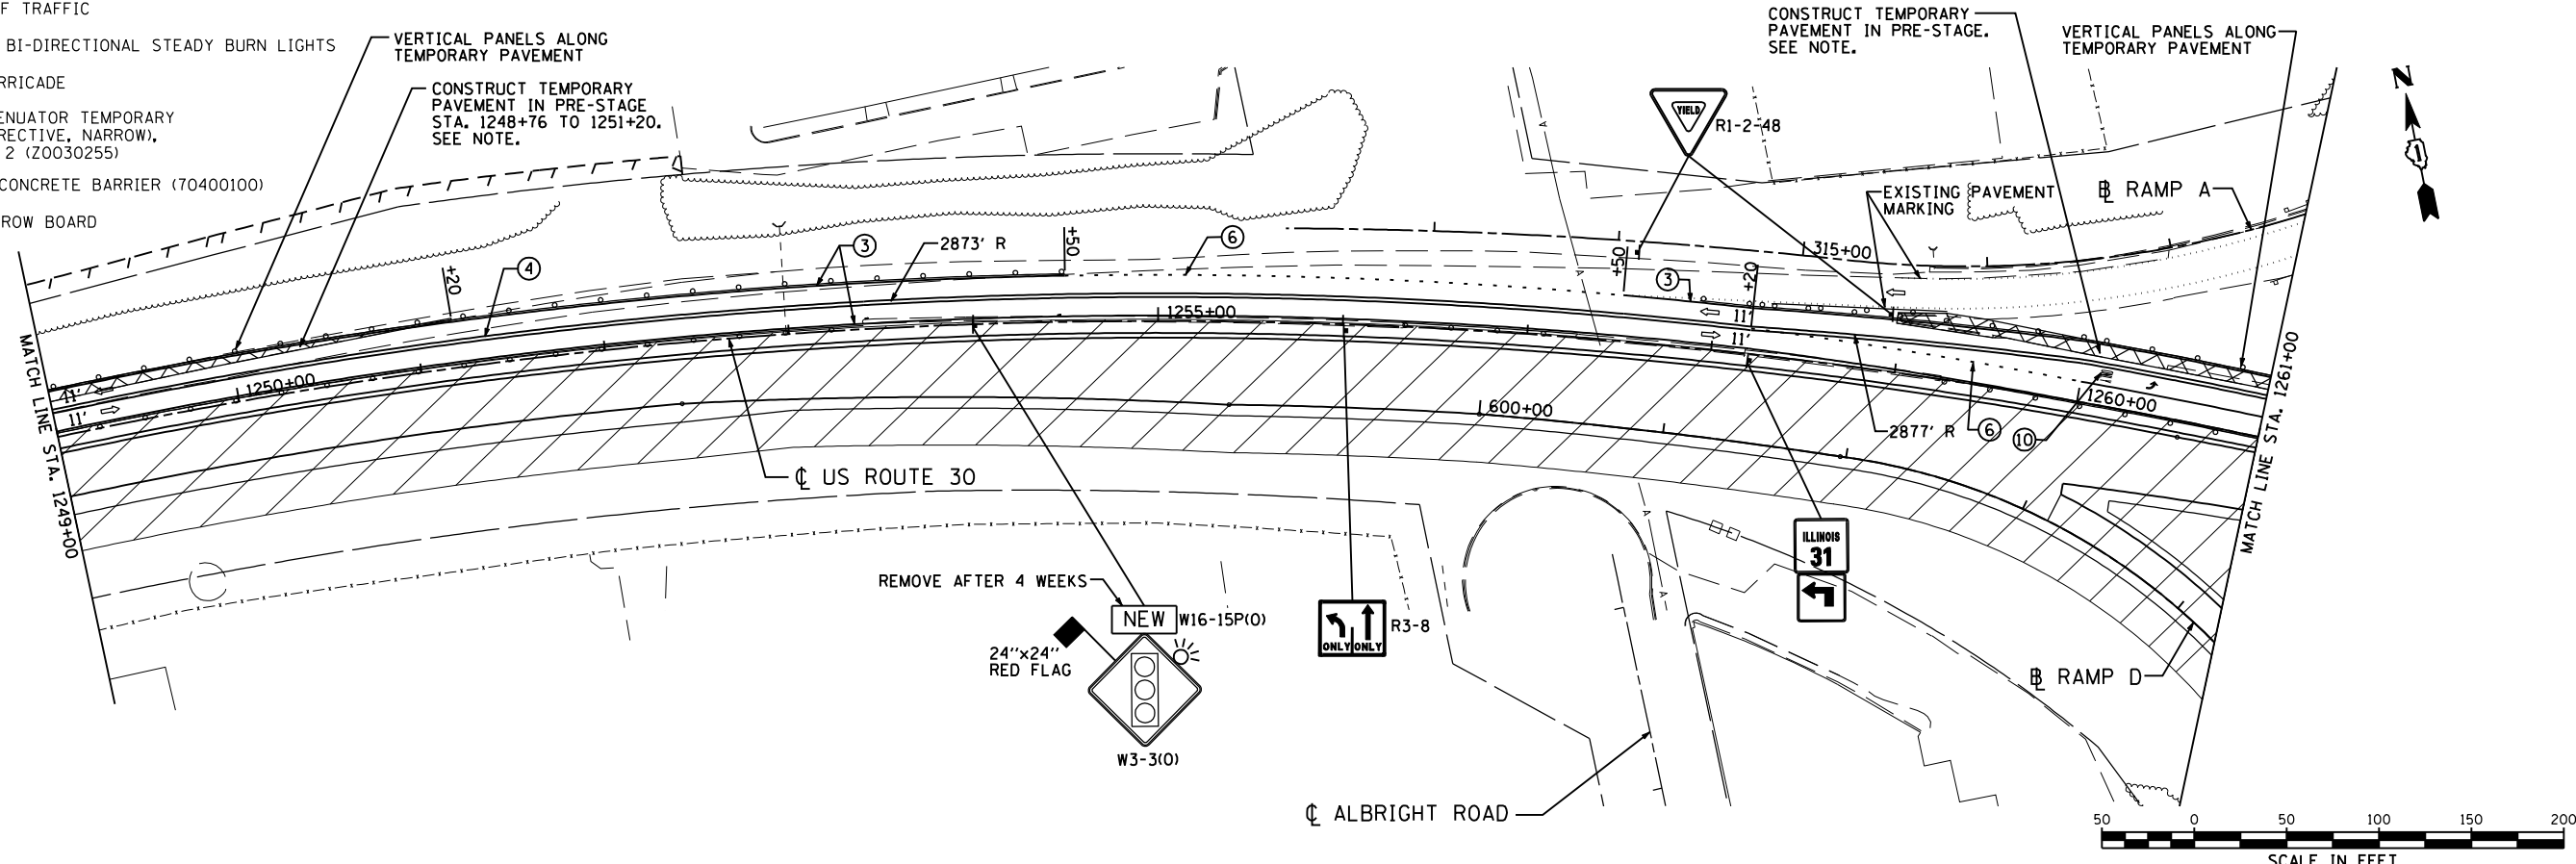 F TRAFFIC
BI-DIRECTIONAL STEADY BURN LIGHTS
RRICADE
ENUATOR TEMPORARY
RECTIVE, NARROW),
2 (Z0030255)
CONCRETE BARRIER (70400100)
ROW BOARD
VERTICAL PANELS ALONG
TEMPORARY PAVEMENT
CONSTRUCT TEMPORARY
PAVEMENT IN PRE-STAGE
STA. 1248+76 TO 1251+20.
SEE NOTE.
CONSTRUCT TEMPORARY
PAVEMENT IN PRE-STAGE.
SEE NOTE.
VERTICAL PANELS ALONG
TEMPORARY PAVEMENT
N
1
YIELD
R1-2-48
EXISTING PAVEMENT
MARKING
℄ RAMP A
+20
4
3
2873' R
+50
6
+50
3
+20
315+00
11'
11'
11'
11'
1250+00
1255+00
600+00
2877' R
6
10
1260+00
MATCH LINE STA. 1249+00
MATCH LINE STA. 1261+00
℄ US ROUTE 30
REMOVE AFTER 4 WEEKS
NEW
W16-15P(O)
24''x24''
RED FLAG
W3-3(O)
ONLY ONLY
R3-8
ILLINOIS
31
℄ RAMP D
℄ ALBRIGHT ROAD
50 0 50 100 150 200
SCALE IN FEET